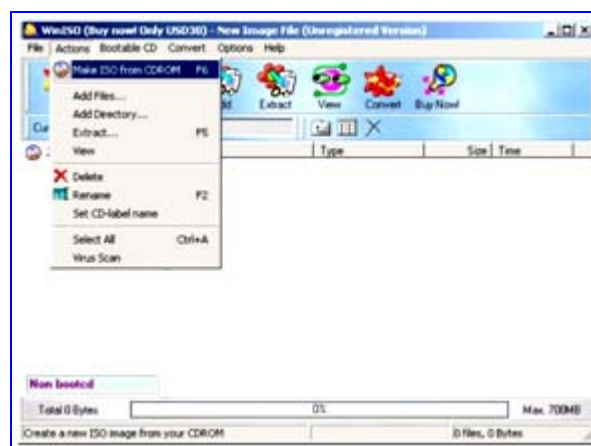 WinISO (Buy now! Only USD30) - New Image File (Unregistered Version)
File Actions Bootable CD Convert Options Help
Make ISO from CDROM F6
Add Files...
Add Directory...
Extract... F5
View
Delete
Rename F2
Set CD-label name
Select All Ctrl+A
Virus Scan
Extract View Convert Buy Now!
Type Size Time
Non bootcd
Total 0 Bytes 0% Max. 700MB
Create a new ISO image from your CDROM 0 files, 0 Bytes